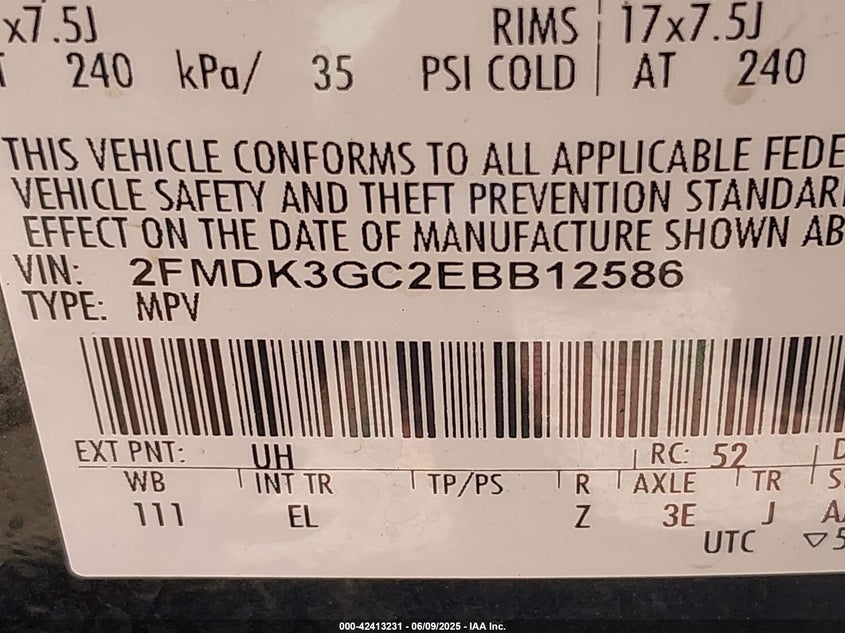 x7.5J RIMS 17x7.5J
240 kPa/ 35 PSI COLD AT 240
THIS VEHICLE CONFORMS TO ALL APPLICABLE FEDE
VEHICLE SAFETY AND THEFT PREVENTION STANDAR
EFFECT ON THE DATE OF MANUFACTURE SHOWN AB
VIN: 2FMDK3GC2EBB12586
TYPE: MPV
EXT PNT: UH RC: 52 D
WB INT TR TP/PS R AXLE TR S
111 EL Z 3E J A
UTC ▽5
000-42413231 | 06/09/2025 - IAA Inc.